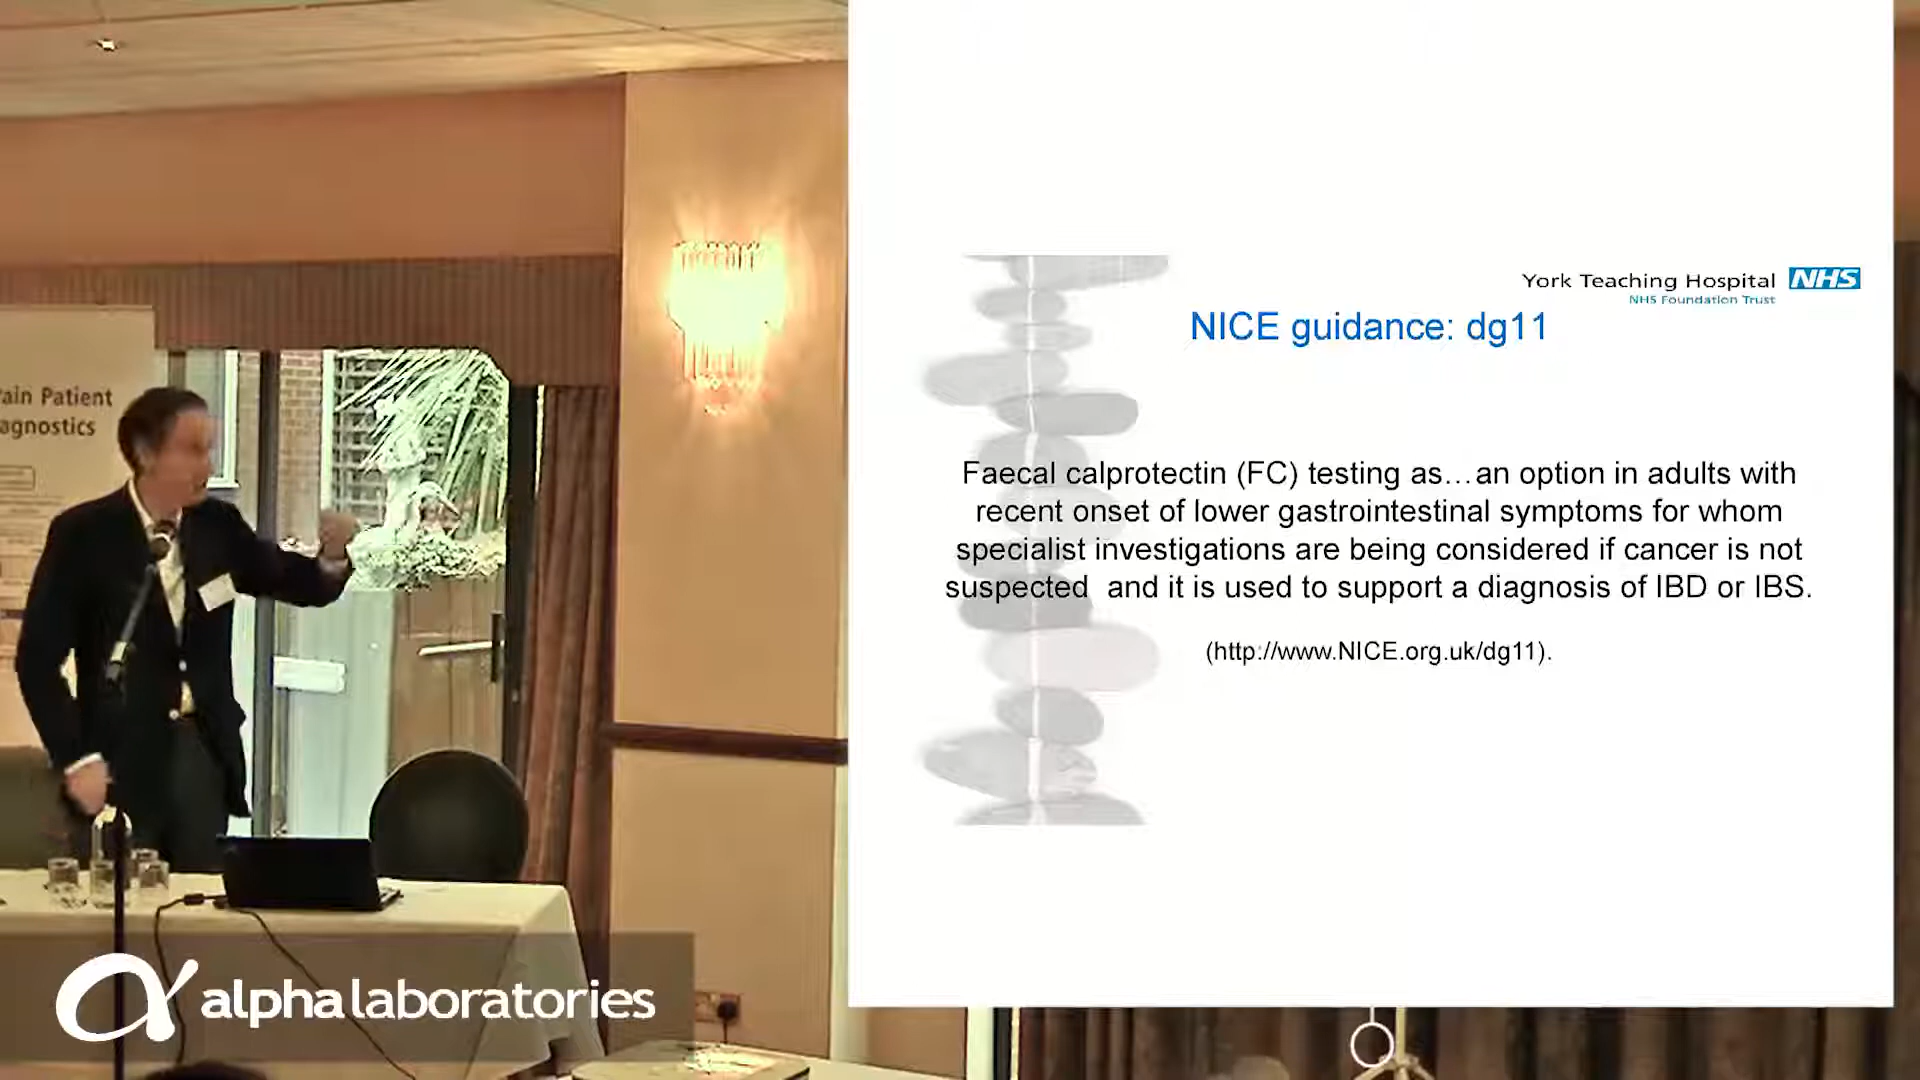 York Teaching Hospital NHS
NHS Foundation Trust
NICE guidance: dg11
Faecal calprotectin (FC) testing as…an option in adults with
recent onset of lower gastrointestinal symptoms for whom
specialist investigations are being considered if cancer is not
suspected  and it is used to support a diagnosis of IBD or IBS.
(http://www.NICE.org.uk/dg11).
Patient
alpha laboratories